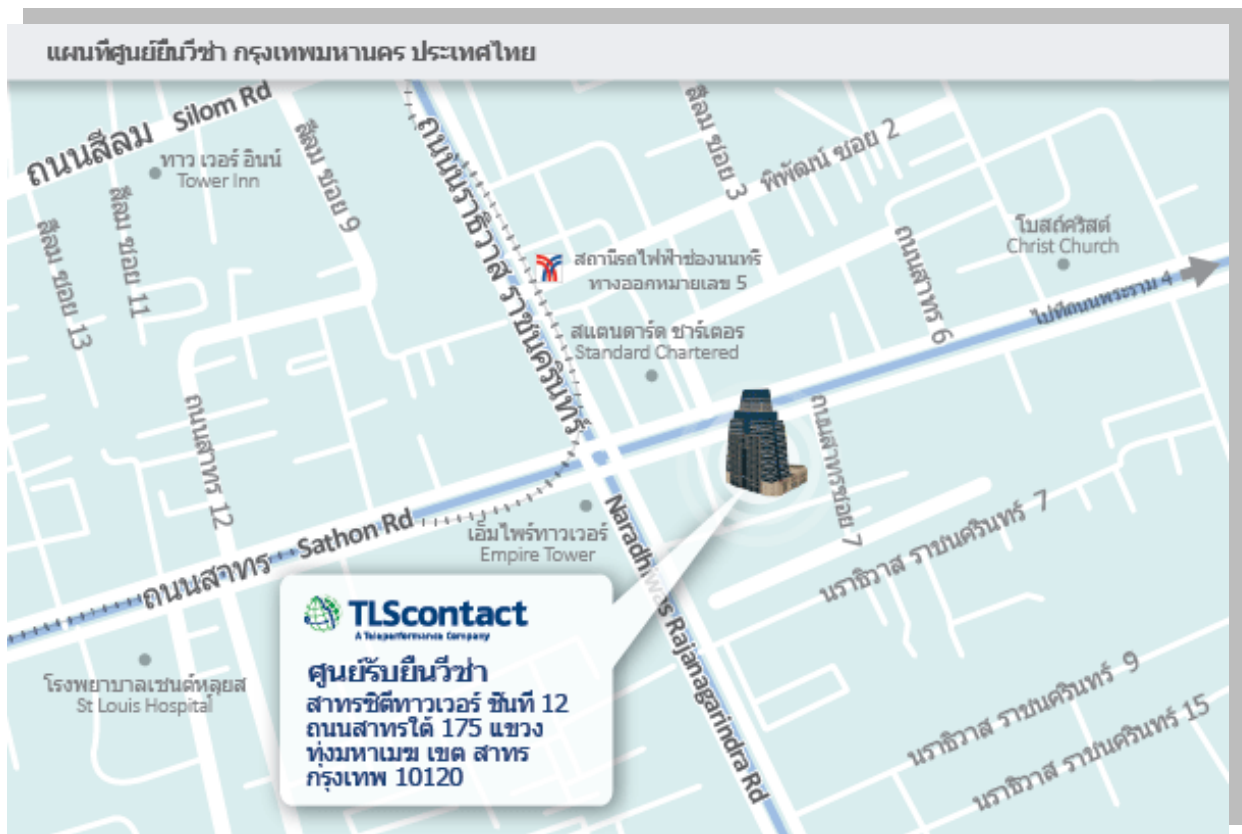 แผนที่ศูนย์ยื่นวีซ่า กรุงเทพมหานคร ประเทศไทย
ถนนสีลม Silom Rd
ทาว เวอร์ อินน์
Tower Inn
สีลม ซอย 9
สีลม ซอย 11
สีลม ซอย 13
ถนนนราธิวาส ราชนครินทร์
สีลม ซอย 3
พิพัฒน์ ซอย 2
สถานีรถไฟฟ้าช่องนนทรี
ทางออกหมายเลข 5
โบสถ์คริสต์
Christ Church
ถนนสาทร 6
ไปที่ถนนพระราม 4
สแตนดาร์ด ชาร์เตอร
Standard Chartered
ถนนสาทร 12
ถนนสาทรซอย 7
เอ็มไพร์ทาวเวอร์
Empire Tower
ถนนสาทร Sathon Rd
Naradhiwas Rajanagarindra Rd
นราธิวาส ราชนครินทร์ 7
นราธิวาส ราชนครินทร์ 9
นราธิวาส ราชนครินทร์ 15
โรงพยาบาลเซนต์หลุยส
St Louis Hospital
TLScontact
A Teleperformance Company
ศูนย์รับยื่นวีซ่า
สาทรซิตีทาวเวอร์ ชั้นที่ 12
ถนนสาทรใต้ 175 แขวง
ทุ่งมหาเมฆ เขต สาทร
กรุงเทพ 10120